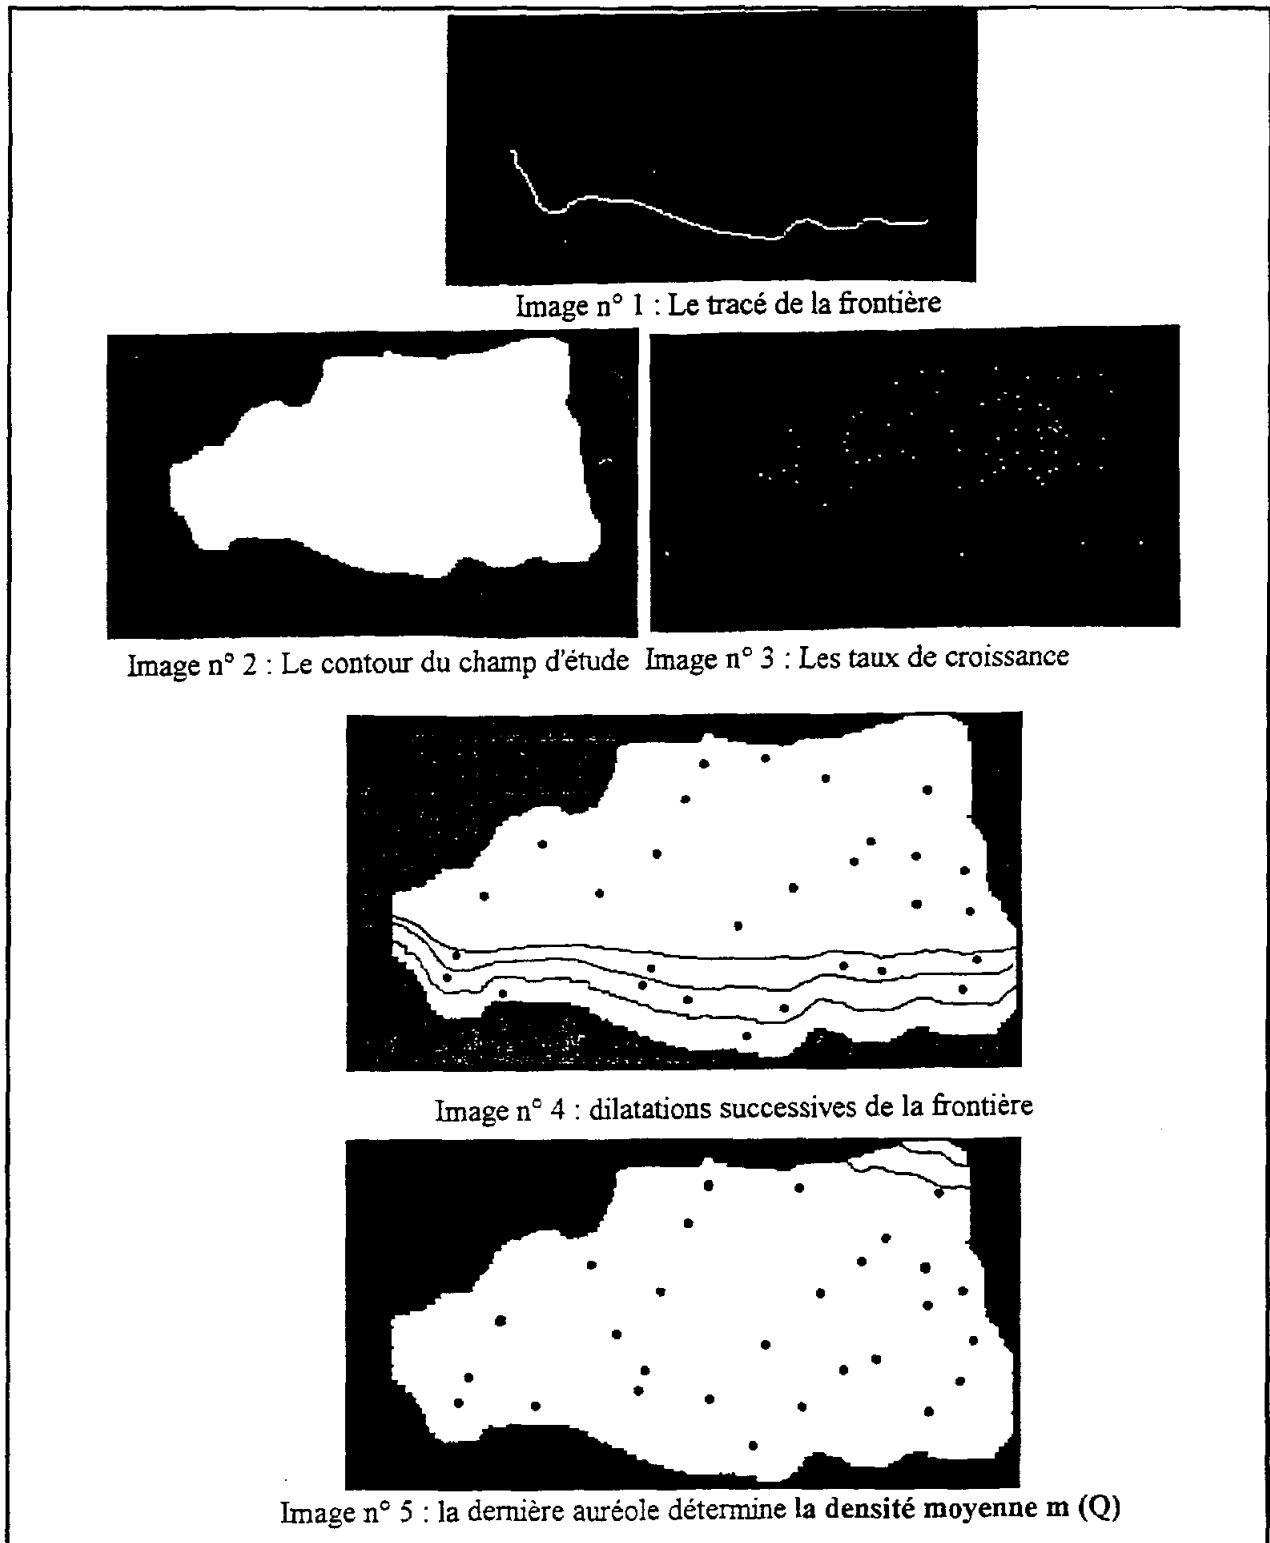 Image n° 1 : Le tracé de la frontière
Image n° 2 : Le contour du champ d'étude
Image n° 3 : Les taux de croissance
Image n° 4 : dilatations successives de la frontière
Image n° 5 : la dernière auréole détermine la densité moyenne m (Q)